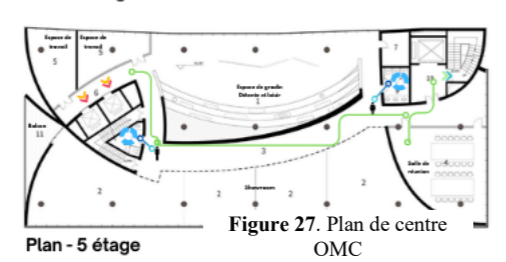 Espace de
travail
5
Espace de
travail
5
6
7
10
Espace de gradin
Détente et loisir
1
Balcon
11
3
Salle de
réunion
4
2
Showroom
2
2
2
Figure 27. Plan de centre
OMC
Plan - 5 étage